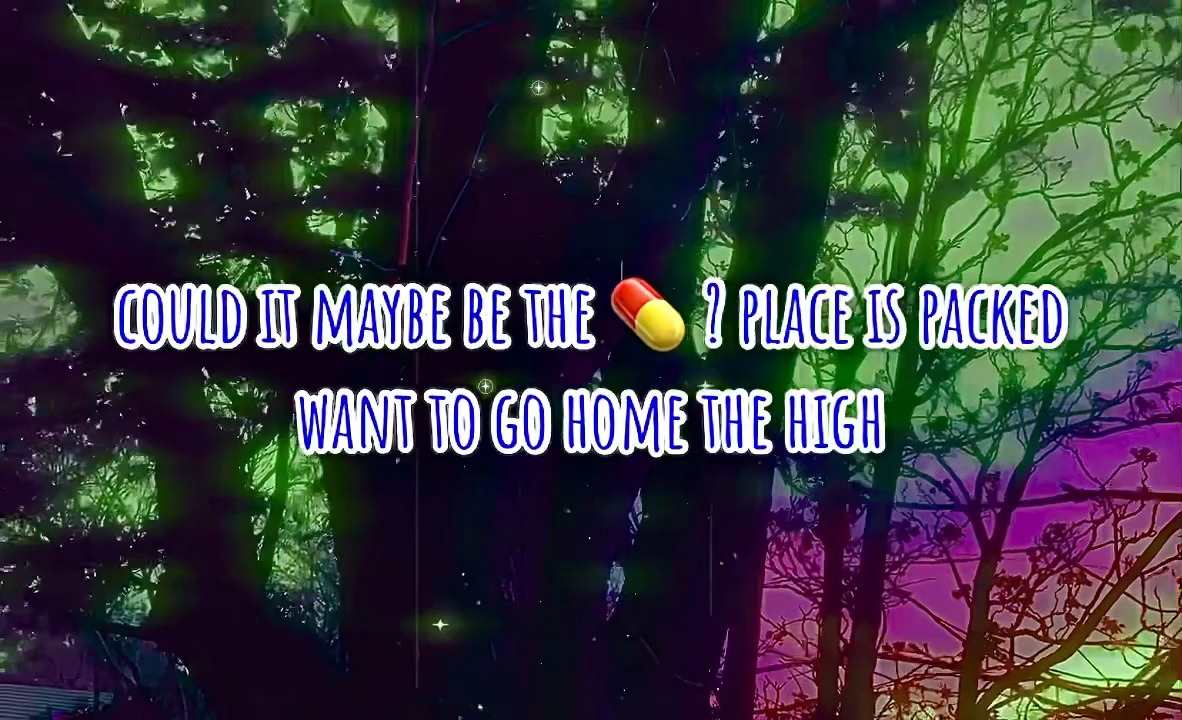 COULD IT MAYBE BE THE 💊 ? PLACE IS PACKED
WANT TO GO HOME THE HIGH